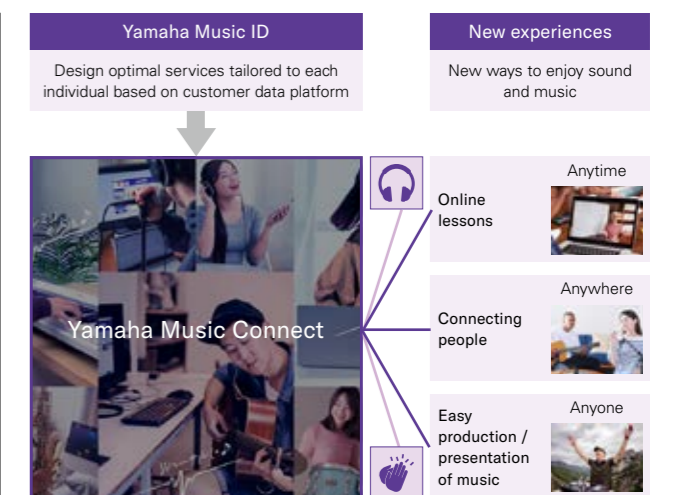 Yamaha Music ID
Design optimal services tailored to each
individual based on customer data platform
New experiences
New ways to enjoy sound
and music
Yamaha Music Connect
Online
lessons
Anytime
Connecting
people
Anywhere
Easy
production /
presentation
of music
Anyone